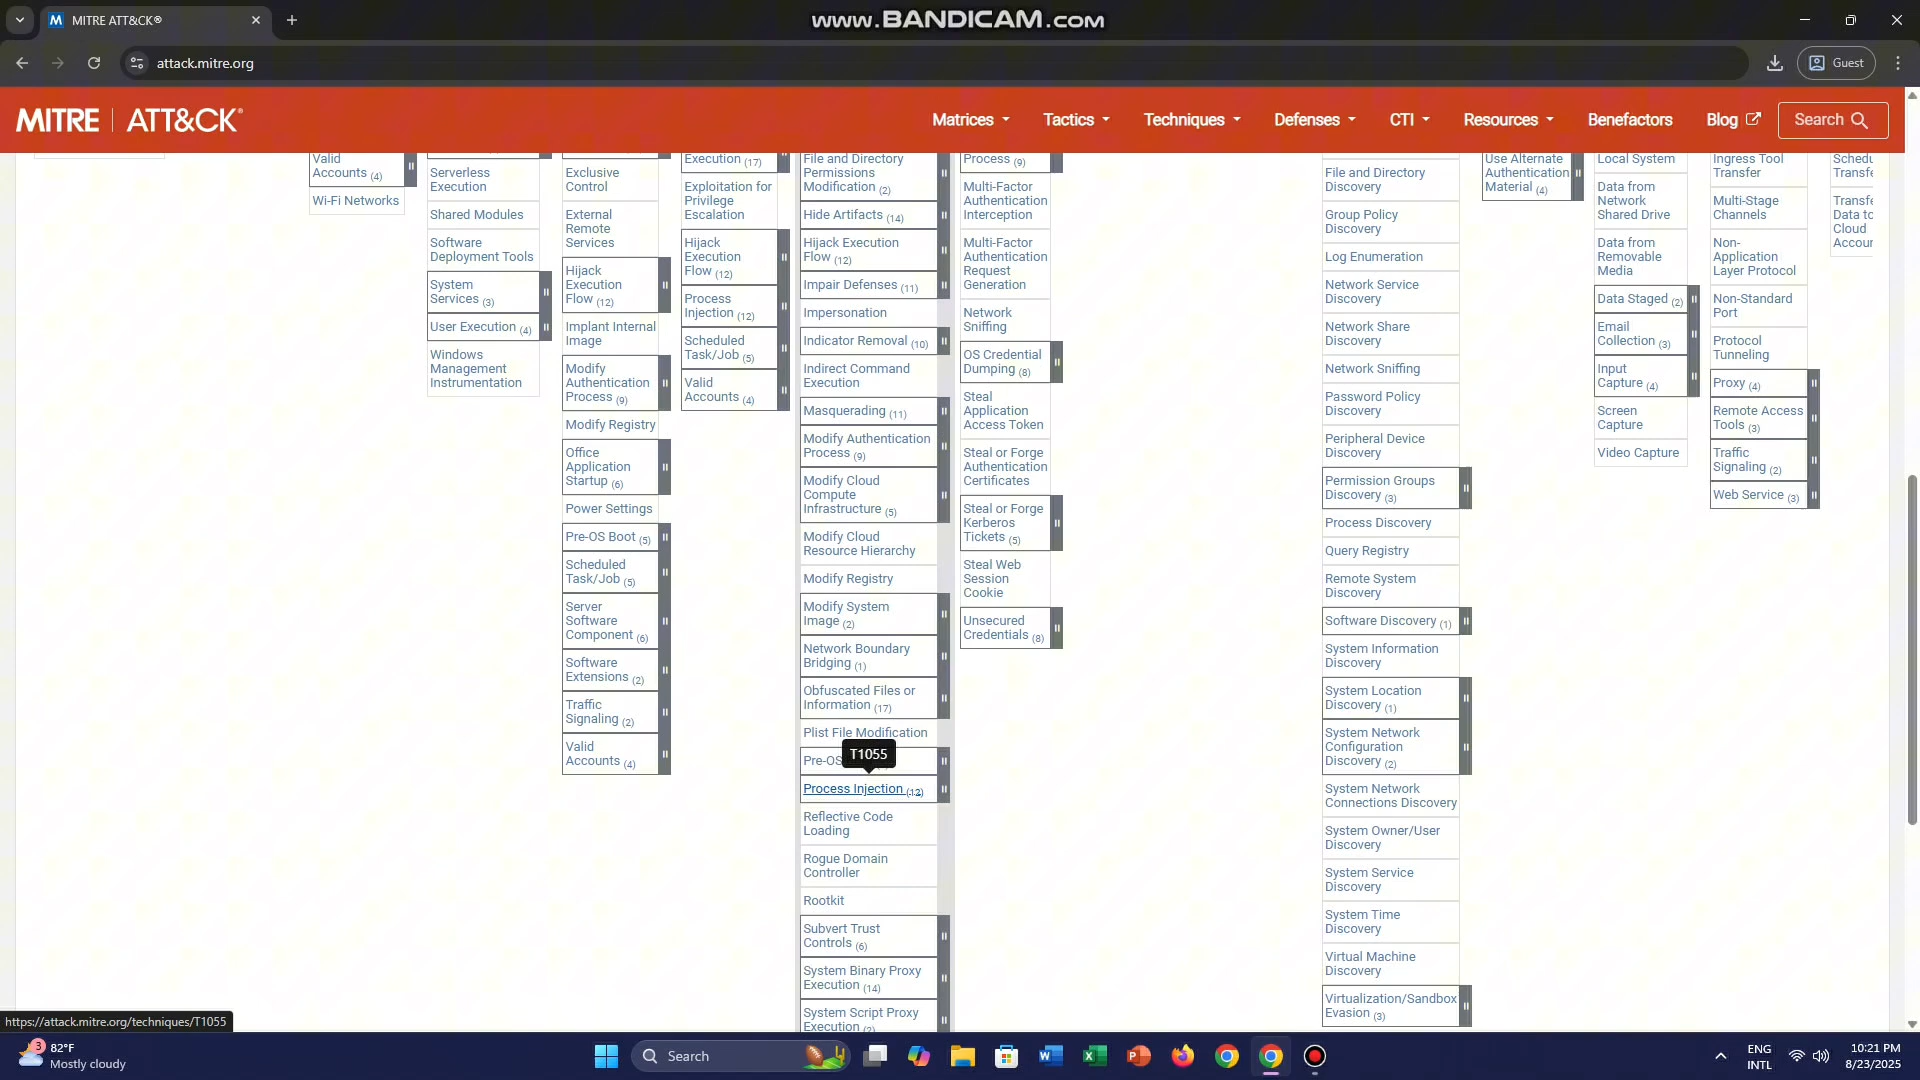 MITRE ATT&CK®
www.BANDICAM.com
attack.mitre.org
Guest
MITRE | ATT&CK®
Matrices
Tactics
Techniques
Defenses
CTI
Resources
Benefactors
Blog
Search
Valid
Accounts (4)
Wi-Fi Networks
Serverless
Execution
Shared Modules
Software
Deployment Tools
System
Services (3)
User Execution (4)
Windows
Management
Instrumentation
Exclusive
Control
External
Remote
Services
Hijack
Execution
Flow (12)
Implant Internal
Image
Modify
Authentication
Process (9)
Modify Registry
Office
Application
Startup (6)
Power Settings
Pre-OS Boot (5)
Scheduled
Task/Job (5)
Server
Software
Component (6)
Software
Extensions (2)
Traffic
Signaling (2)
Valid
Accounts (4)
Execution (17)
Exploitation for
Privilege
Escalation
Hijack
Execution
Flow (12)
Process
Injection (12)
Scheduled
Task/Job (5)
Valid
Accounts (4)
File and Directory
Permissions
Modification (2)
Hide Artifacts (14)
Hijack Execution
Flow (12)
Impair Defenses (11)
Impersonation
Indicator Removal (10)
Indirect Command
Execution
Masquerading (11)
Modify Authentication
Process (9)
Modify Cloud
Compute
Infrastructure (5)
Modify Cloud
Resource Hierarchy
Modify Registry
Modify System
Image (2)
Network Boundary
Bridging (1)
Obfuscated Files or
Information (17)
Plist File Modification
T1055
Pre-OS
Process Injection (12)
Reflective Code
Loading
Rogue Domain
Controller
Rootkit
Subvert Trust
Controls (6)
System Binary Proxy
Execution (14)
System Script Proxy
Execution (2)
Process (9)
Multi-Factor
Authentication
Interception
Multi-Factor
Authentication
Request
Generation
Network
Sniffing
OS Credential
Dumping (8)
Steal
Application
Access Token
Steal or Forge
Authentication
Certificates
Steal or Forge
Kerberos
Tickets (5)
Steal Web
Session
Cookie
Unsecured
Credentials (8)
File and Directory
Discovery
Group Policy
Discovery
Log Enumeration
Network Service
Discovery
Network Share
Discovery
Network Sniffing
Password Policy
Discovery
Peripheral Device
Discovery
Permission Groups
Discovery (3)
Process Discovery
Query Registry
Remote System
Discovery
Software Discovery (1)
System Information
Discovery
System Location
Discovery (1)
System Network
Configuration
Discovery (2)
System Network
Connections Discovery
System Owner/User
Discovery
System Service
Discovery
System Time
Discovery
Virtual Machine
Discovery
Virtualization/Sandbox
Evasion (3)
Use Alternate
Authentication
Material (4)
Local System
Data from
Network
Shared Drive
Data from
Removable
Media
Data Staged (2)
Email
Collection (3)
Input
Capture (4)
Screen
Capture
Video Capture
Ingress Tool
Transfer
Multi-Stage
Channels
Non-
Application
Layer Protocol
Non-Standard
Port
Protocol
Tunneling
Proxy (4)
Remote Access
Tools (3)
Traffic
Signaling (2)
Web Service (3)
Schedu
Transfe
Transfe
Data to
Cloud
Accour
https://attack.mitre.org/techniques/T1055
3
82°F
Mostly cloudy
Search
ENG
INTL
10:21 PM
8/23/2025